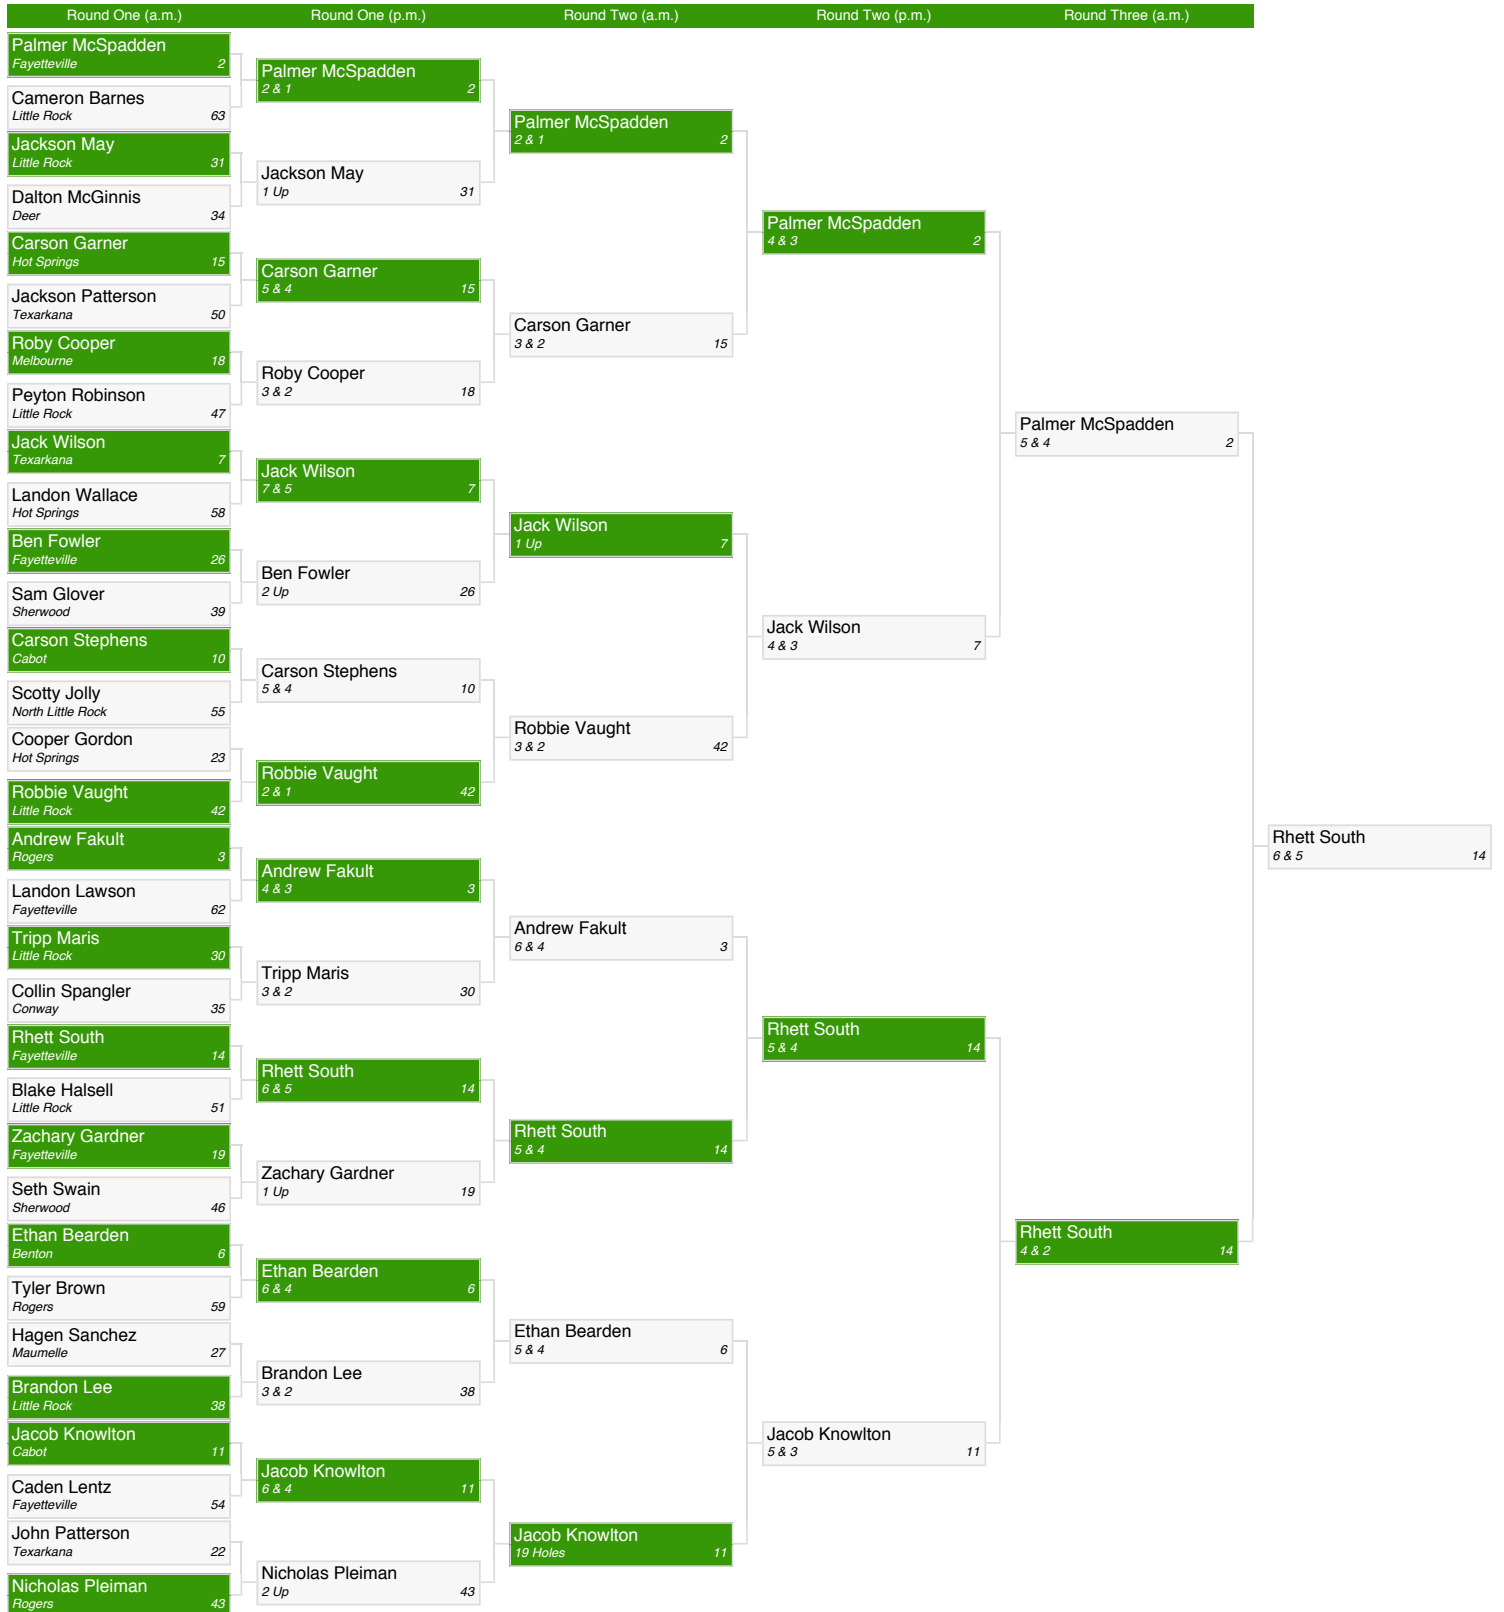 Round One (a.m.)
Round One (p.m.)
Round Two (a.m.)
Round Two (p.m.)
Round Three (a.m.)
Palmer McSpadden
Fayetteville 2
Cameron Barnes
Little Rock 63
Jackson May
Little Rock 31
Dalton McGinnis
Deer 34
Carson Garner
Hot Springs 15
Jackson Patterson
Texarkana 50
Roby Cooper
Melbourne 18
Peyton Robinson
Little Rock 47
Jack Wilson
Texarkana 7
Landon Wallace
Hot Springs 58
Ben Fowler
Fayetteville 26
Sam Glover
Sherwood 39
Carson Stephens
Cabot 10
Scotty Jolly
North Little Rock 55
Cooper Gordon
Hot Springs 23
Robbie Vaught
Little Rock 42
Andrew Fakult
Rogers 3
Landon Lawson
Fayetteville 62
Tripp Maris
Little Rock 30
Collin Spangler
Conway 35
Rhett South
Fayetteville 14
Blake Halsell
Little Rock 51
Zachary Gardner
Fayetteville 19
Seth Swain
Sherwood 46
Ethan Bearden
Benton 6
Tyler Brown
Rogers 59
Hagen Sanchez
Maumelle 27
Brandon Lee
Little Rock 38
Jacob Knowlton
Cabot 11
Caden Lentz
Fayetteville 54
John Patterson
Texarkana 22
Nicholas Pleiman
Rogers 43
Palmer McSpadden
2 & 1 2
Jackson May
1 Up 31
Carson Garner
5 & 4 15
Roby Cooper
3 & 2 18
Jack Wilson
7 & 5 7
Ben Fowler
2 Up 26
Carson Stephens
5 & 4 10
Robbie Vaught
2 & 1 42
Andrew Fakult
4 & 3 3
Tripp Maris
3 & 2 30
Rhett South
6 & 5 14
Zachary Gardner
1 Up 19
Ethan Bearden
6 & 4 6
Brandon Lee
3 & 2 38
Jacob Knowlton
6 & 4 11
Nicholas Pleiman
2 Up 43
Palmer McSpadden
2 & 1 2
Carson Garner
3 & 2 15
Jack Wilson
1 Up 7
Robbie Vaught
3 & 2 42
Andrew Fakult
6 & 4 3
Rhett South
5 & 4 14
Ethan Bearden
5 & 4 6
Jacob Knowlton
19 Holes 11
Palmer McSpadden
4 & 3 2
Jack Wilson
4 & 3 7
Rhett South
5 & 4 14
Jacob Knowlton
5 & 3 11
Palmer McSpadden
5 & 4 2
Rhett South
4 & 2 14
Rhett South
6 & 5 14